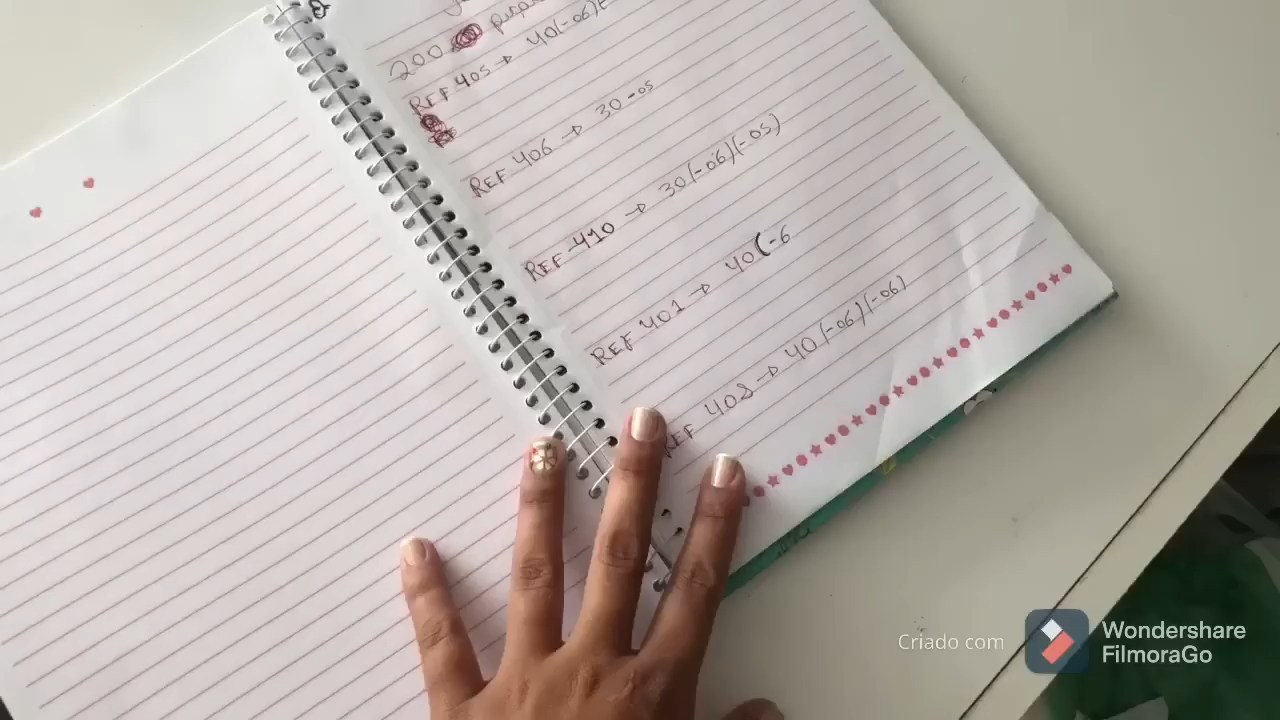 200
REF 405 → 40(-06)
REF 406 → 30 -05
REF 410 → 30(-06)(-05)
REF 401 → 40(-6
REF 408 → 40(-06)(-06)
Criado com
Wondershare
FilmoraGo